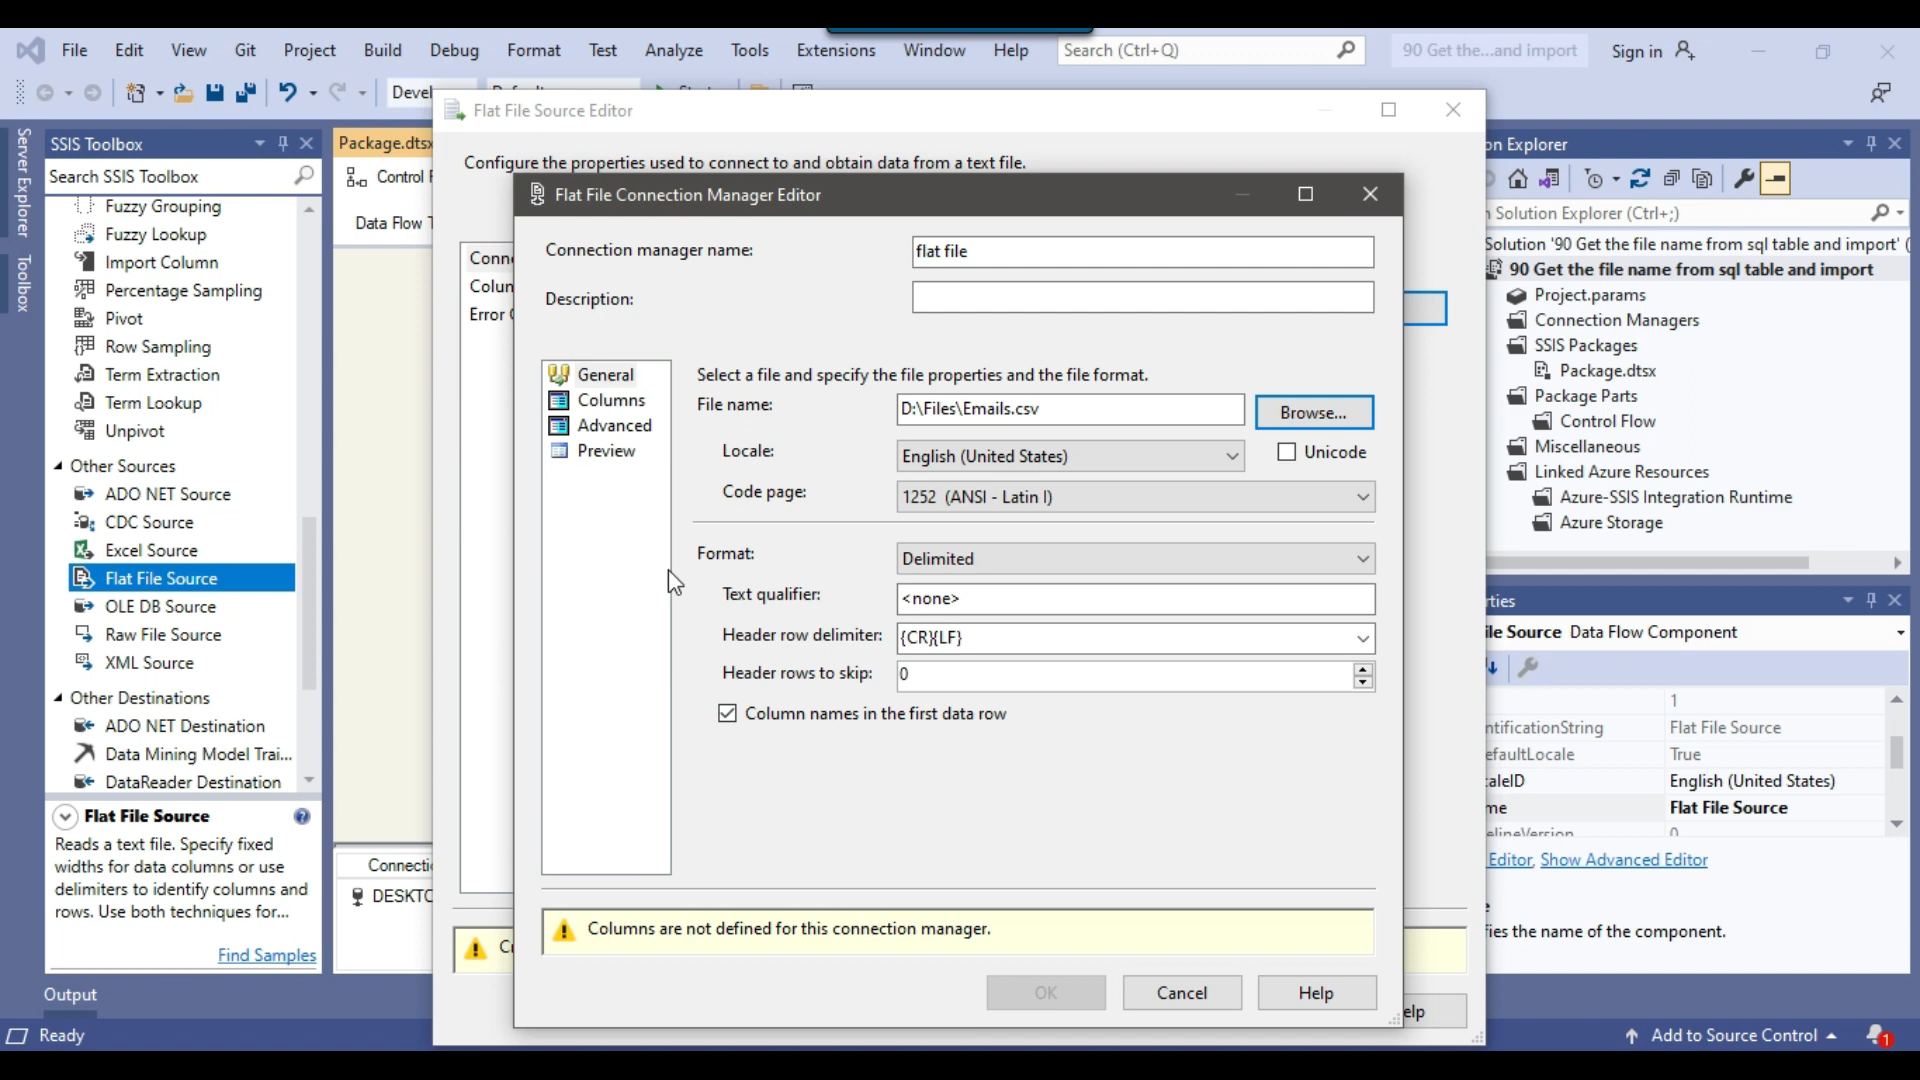 File Edit View Git Project Build Debug Format Test Analyze Tools Extensions Window Help Search (Ctrl+Q) 90 Get the...and import Sign in
Server Explorer
Toolbox
SSIS Toolbox
Search SSIS Toolbox
Fuzzy Grouping
Fuzzy Lookup
Import Column
Percentage Sampling
Pivot
Row Sampling
Term Extraction
Term Lookup
Unpivot
Other Sources
ADO NET Source
CDC Source
Excel Source
Flat File Source
OLE DB Source
Raw File Source
XML Source
Other Destinations
ADO NET Destination
Data Mining Model Trai...
DataReader Destination
Flat File Source
Reads a text file. Specify fixed
widths for data columns or use
delimiters to identify columns and
rows. Use both techniques for...
Find Samples
Output
Ready
Package.dtsx
Control
Data Flow
Flat File Source Editor
Configure the properties used to connect to and obtain data from a text file.
Flat File Connection Manager Editor
Connection manager name: flat file
Description:
General
Columns
Advanced
Preview
Select a file and specify the file properties and the file format.
File name: D:\Files\Emails.csv Browse...
Locale: English (United States) Unicode
Code page: 1252 (ANSI - Latin I)
Format: Delimited
Text qualifier: <none>
Header row delimiter: {CR}{LF}
Header rows to skip: 0
Column names in the first data row
Columns are not defined for this connection manager.
OK Cancel Help
elp
on Explorer
Solution Explorer (Ctrl+;)
Solution '90 Get the file name from sql table and import' (
90 Get the file name from sql table and import
Project.params
Connection Managers
SSIS Packages
Package.dtsx
Package Parts
Control Flow
Miscellaneous
Linked Azure Resources
Azure-SSIS Integration Runtime
Azure Storage
rties
ile Source Data Flow Component
1
ntificationString Flat File Source
efaultLocale True
caleID English (United States)
me Flat File Source
elineVersion 0
Editor, Show Advanced Editor
fies the name of the component.
Add to Source Control
1